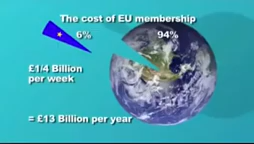 The cost of EU membership
6% 94%
£1/4 Billion
per week
= £13 Billion per year